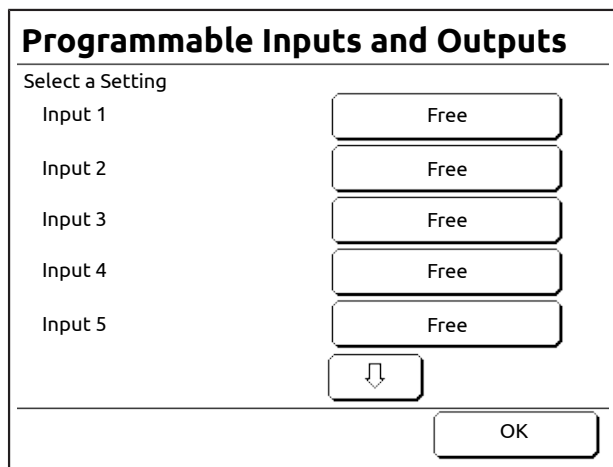 Programmable Inputs and Outputs
Select a Setting
Input 1 Free
Input 2 Free
Input 3 Free
Input 4 Free
Input 5 Free
OK